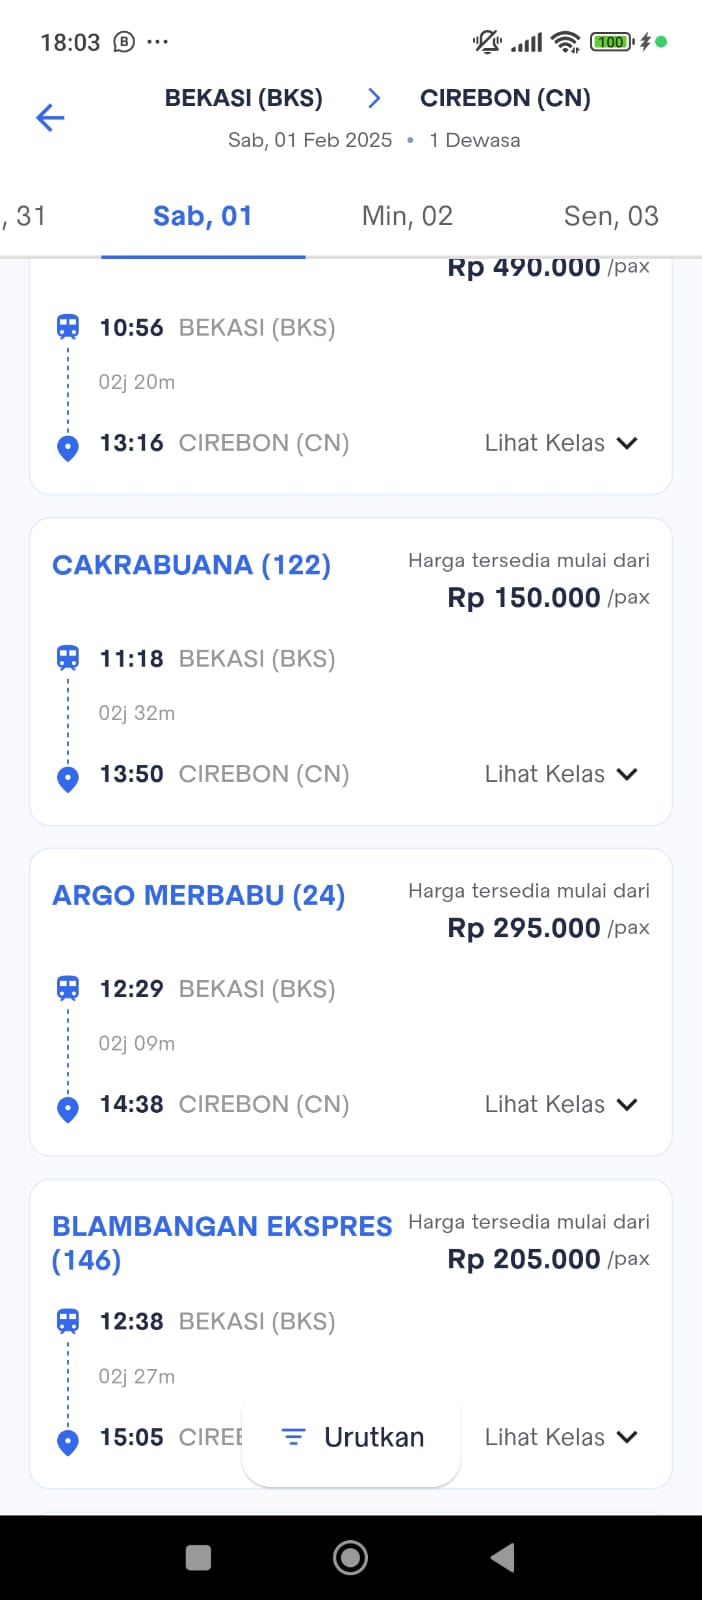 18:03
100
BEKASI (BKS) > CIREBON (CN)
Sab, 01 Feb 2025 • 1 Dewasa
, 31 Sab, 01 Min, 02 Sen, 03
Rp 490.000 /pax
10:56 BEKASI (BKS)
02j 20m
13:16 CIREBON (CN) Lihat Kelas
CAKRABUANA (122) Harga tersedia mulai dari
Rp 150.000 /pax
11:18 BEKASI (BKS)
02j 32m
13:50 CIREBON (CN) Lihat Kelas
ARGO MERBABU (24) Harga tersedia mulai dari
Rp 295.000 /pax
12:29 BEKASI (BKS)
02j 09m
14:38 CIREBON (CN) Lihat Kelas
BLAMBANGAN EKSPRES Harga tersedia mulai dari
(146) Rp 205.000 /pax
12:38 BEKASI (BKS)
02j 27m
15:05 CIREB Urutkan Lihat Kelas